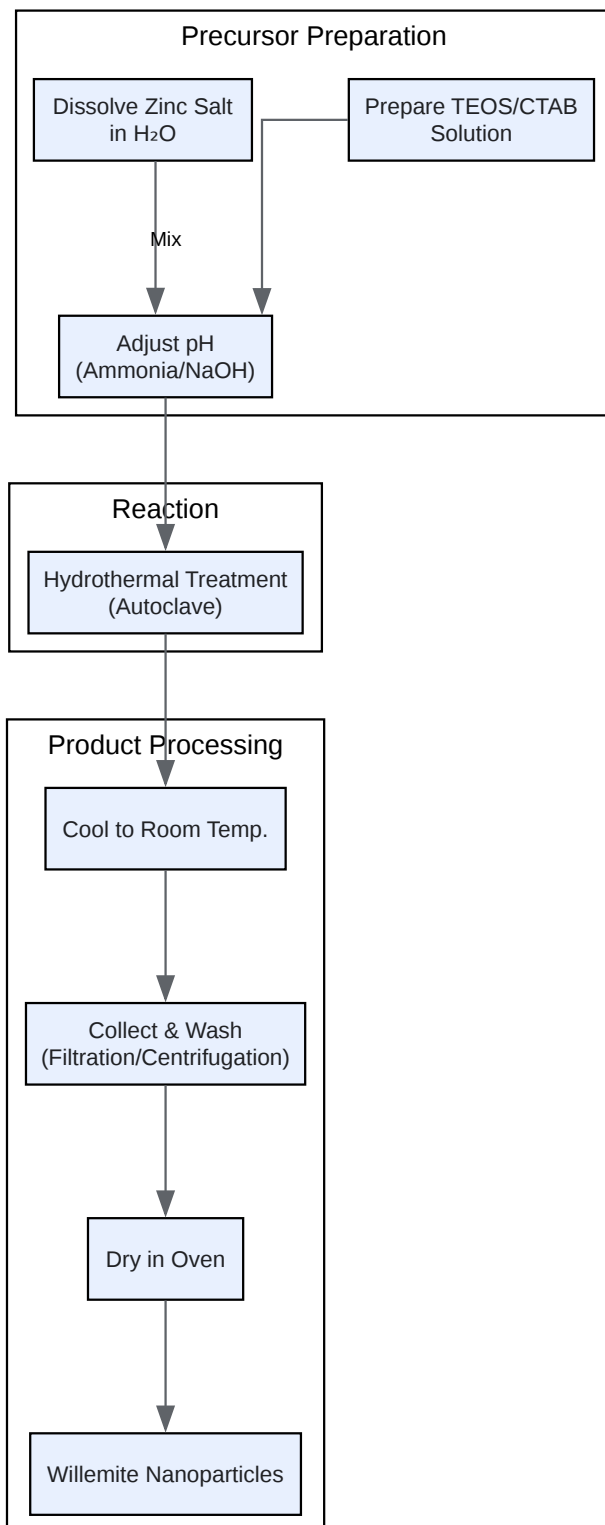 Precursor Preparation
Dissolve Zinc Salt
in H₂O
Prepare TEOS/CTAB
Solution
Mix
Adjust pH
(Ammonia/NaOH)
Reaction
Hydrothermal Treatment
(Autoclave)
Product Processing
Cool to Room Temp.
Collect & Wash
(Filtration/Centrifugation)
Dry in Oven
Willemite Nanoparticles